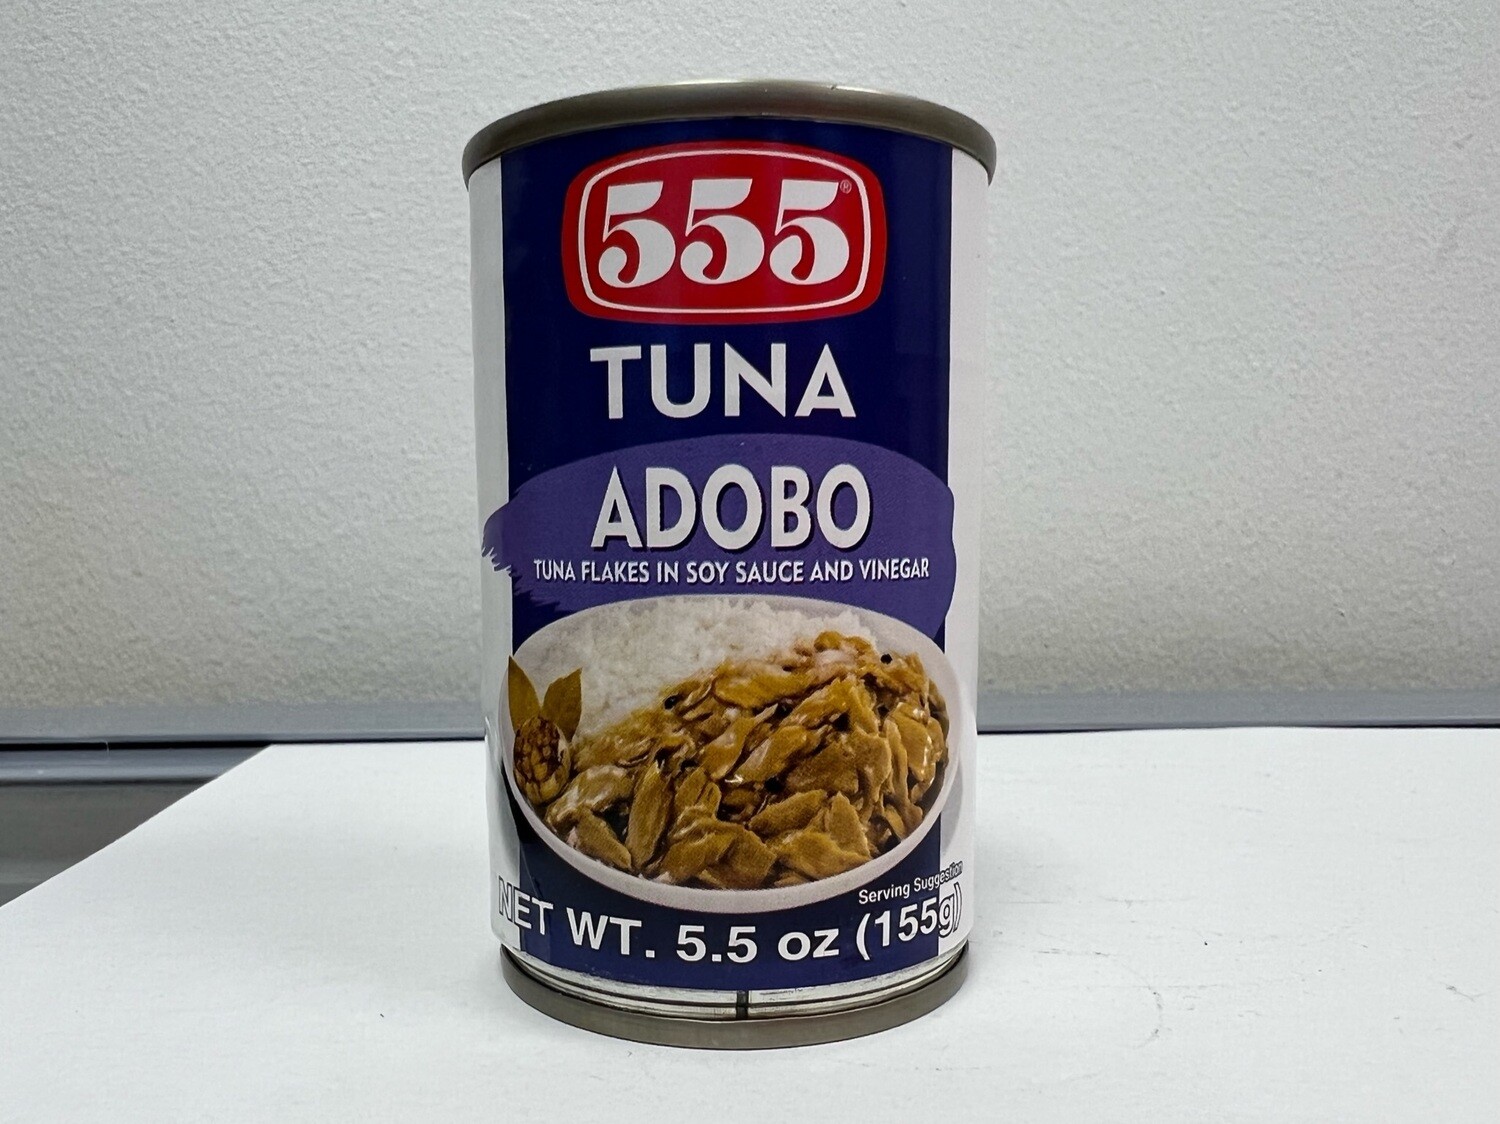 555®
TUNA
ADOBO
TUNA FLAKES IN SOY SAUCE AND VINEGAR
Serving Suggestion
NET WT. 5.5 oz (155g)